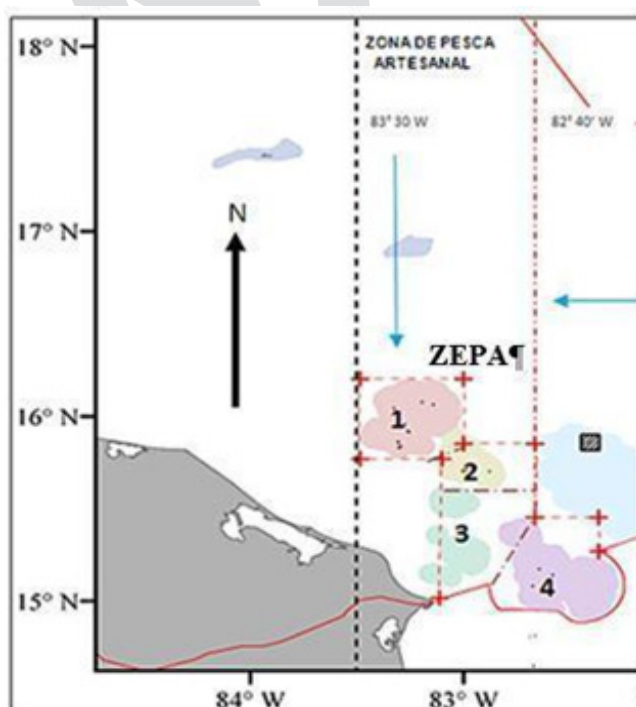 18° N
ZONA DE PESCA
ARTESANAL
83° 30 W
82° 40' W
N
17° N
ZEPA¶
16° N
1
2
3
4
15° N
84° W
83° W